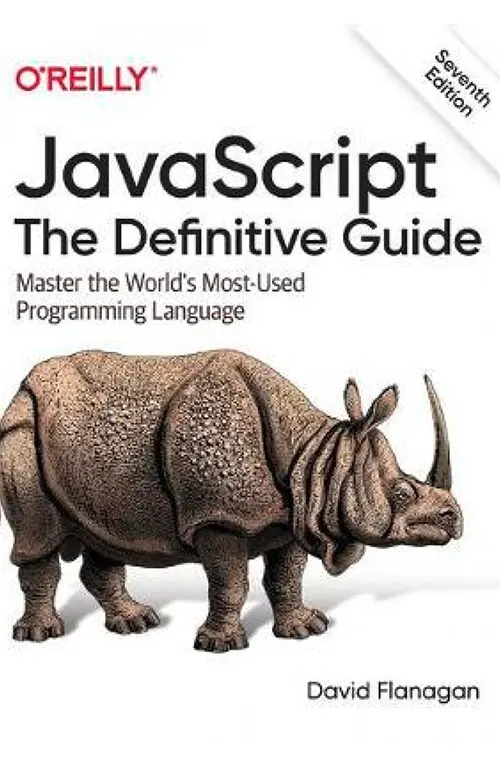 O'REILLY®
Seventh
Edition
JavaScript
The Definitive Guide
Master the World's Most-Used
Programming Language
David Flanagan